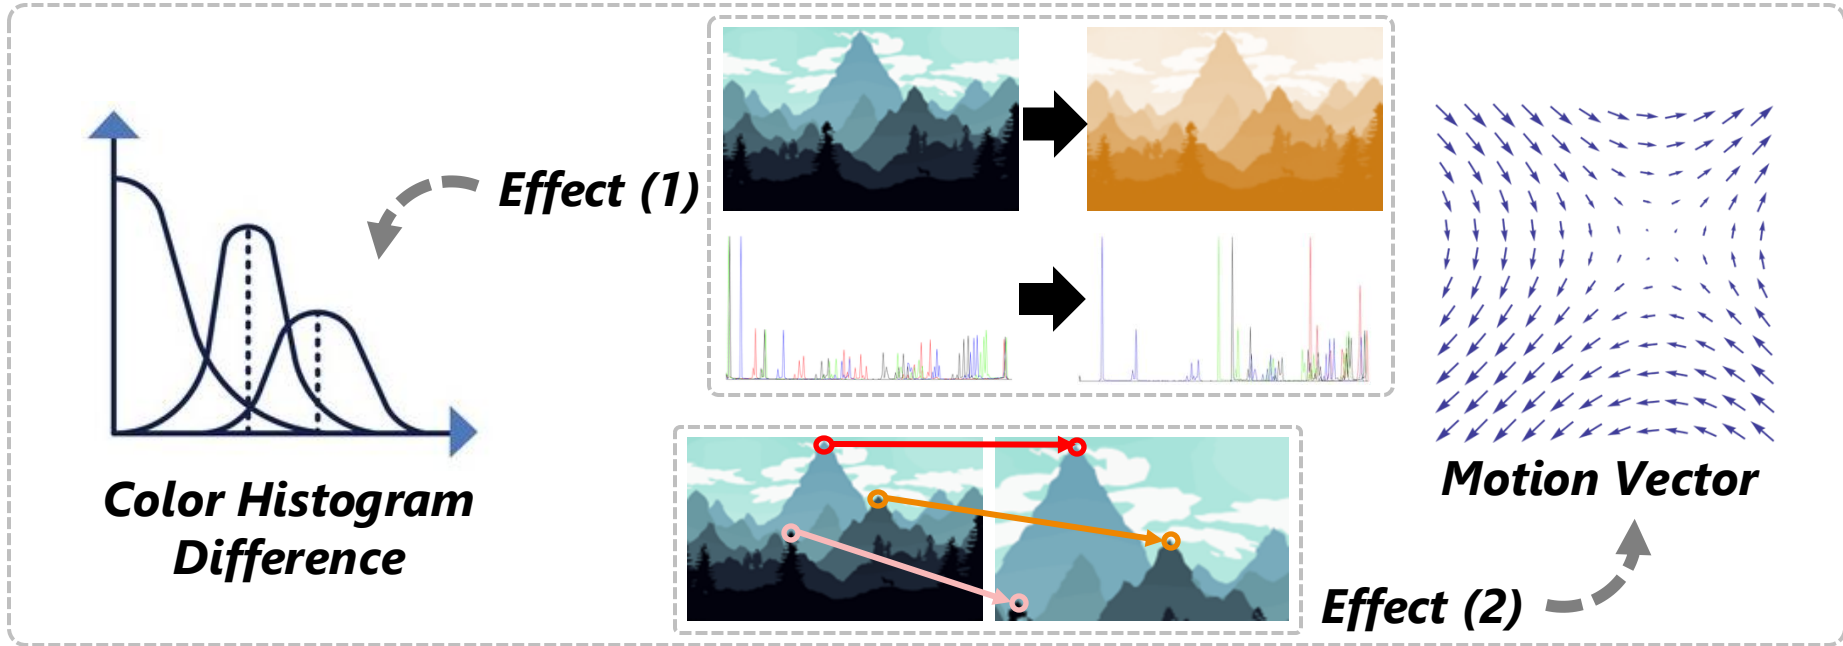 Effect (1)
Color Histogram
Difference
Motion Vector
Effect (2)